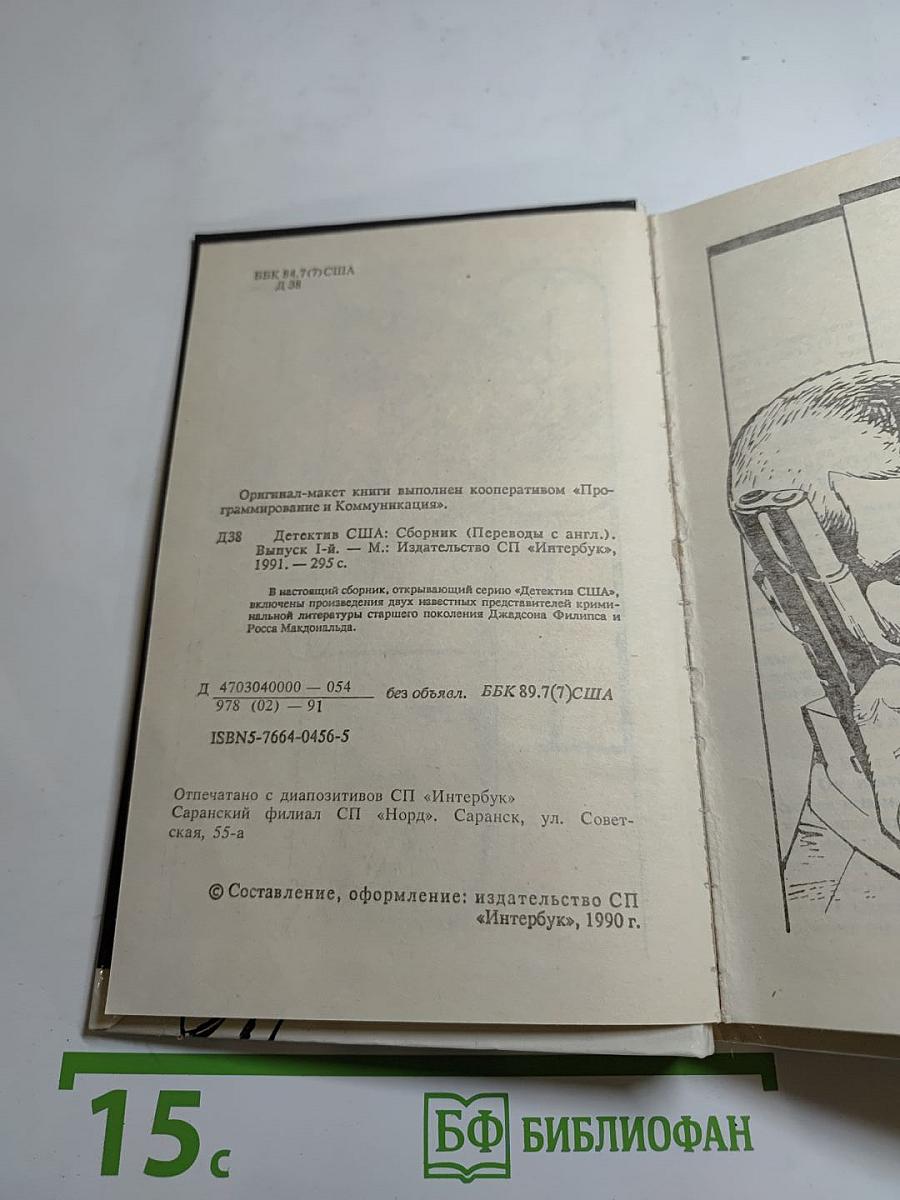 ББК 84.7(7)США
Д 38
Оригинал-макет книги выполнен кооперативом «Про-
граммирование и Коммуникация».
Д38 Детектив США: Сборник (Переводы с англ.).
Выпуск I-й. — М.: Издательство СП «Интербук»,
1991. — 295 с.
В настоящий сборник, открывающий серию «Детектив США»,
включены произведения двух известных представителей крими-
нальной литературы старшего поколения Джадсона Филипса и
Росса Макдональда.
Д 4703040000 — 054
978 (02) — 91
без объявл. ББК 89.7(7)США
ISBN5-7664-0456-5
Отпечатано с диапозитивов СП «Интербук»
Саранский филиал СП «Норд». Саранск, ул. Совет-
ская, 55-а
© Составление, оформление: издательство СП
«Интербук», 1990 г.
15 с
БФ БИБЛИОФАН